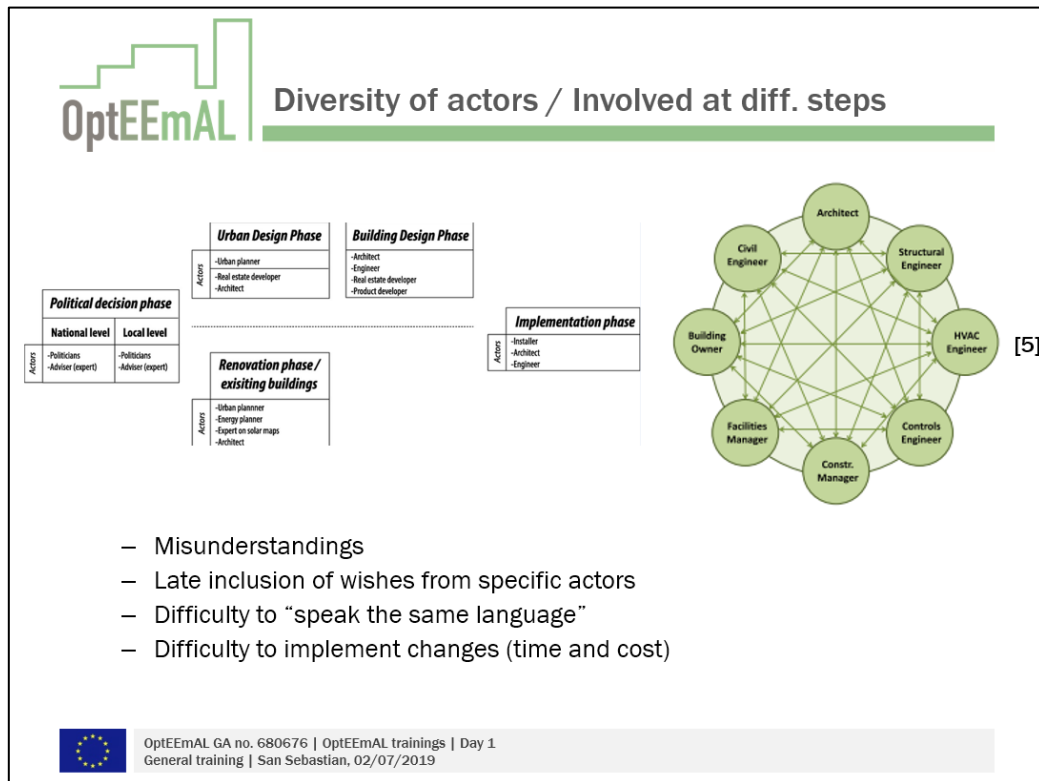 OptEEmAL
Diversity of actors / Involved at diff. steps
Political decision phase
National level
Local level
Actors
-Politicians
-Adviser (expert)
-Politicians
-Adviser (expert)
Urban Design Phase
Actors
-Urban planner
-Real estate developer
-Architect
Building Design Phase
-Architect
-Engineer
-Real estate developer
-Product developer
Renovation phase /
exisiting buildings
Actors
-Urban plannner
-Energy planner
-Expert on solar maps
-Architect
Implementation phase
Actors
-Installer
-Architect
-Engineer
Architect
Structural
Engineer
HVAC
Engineer
Controls
Engineer
Constr.
Manager
Facilities
Manager
Building
Owner
Civil
Engineer
[5]
– Misunderstandings
– Late inclusion of wishes from specific actors
– Difficulty to “speak the same language”
– Difficulty to implement changes (time and cost)
OptEEmAL GA no. 680676 | OptEEmAL trainings | Day 1
General training | San Sebastian, 02/07/2019